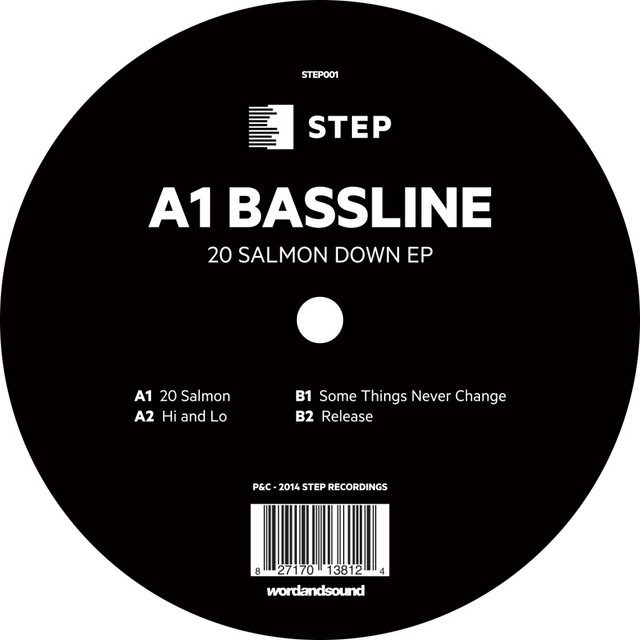 STEP001
STEP
A1 BASSLINE
20 SALMON DOWN EP
A1 20 Salmon
A2 Hi and Lo
B1 Some Things Never Change
B2 Release
P&C - 2014 STEP RECORDINGS
8 27170 13812 4
wordandsound